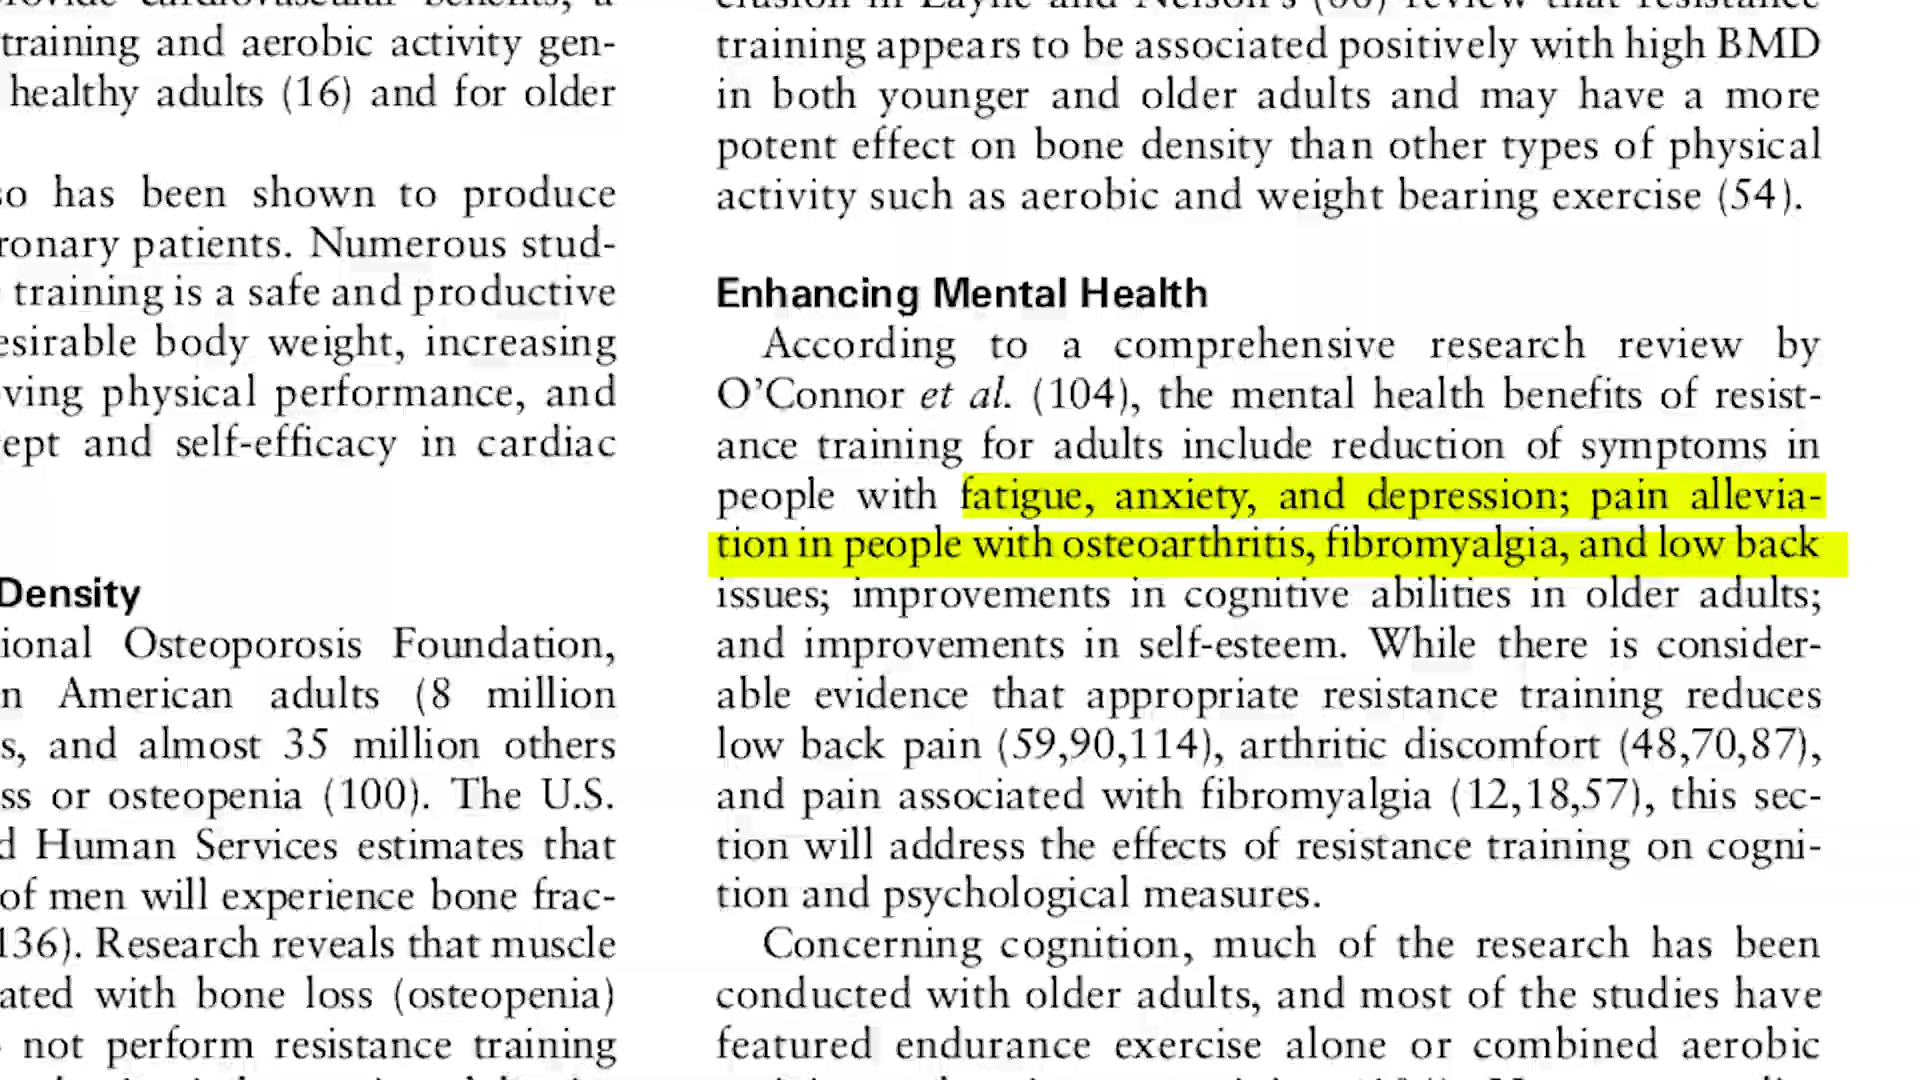 training and aerobic activity gen-
healthy adults (16) and for older
so has been shown to produce
ronary patients. Numerous stud-
training is a safe and productive
esirable body weight, increasing
ving physical performance, and
ept and self-efficacy in cardiac
Density
ional Osteoporosis Foundation,
n American adults (8 million
s, and almost 35 million others
ss or osteopenia (100). The U.S.
d Human Services estimates that
of men will experience bone frac-
136). Research reveals that muscle
ated with bone loss (osteopenia)
not perform resistance training
clusion in Layne and Nelson's (66) review that resistance
training appears to be associated positively with high BMD
in both younger and older adults and may have a more
potent effect on bone density than other types of physical
activity such as aerobic and weight bearing exercise (54).
Enhancing Mental Health
According to a comprehensive research review by
O'Connor et al. (104), the mental health benefits of resist-
ance training for adults include reduction of symptoms in
people with fatigue, anxiety, and depression; pain allevia-
tion in people with osteoarthritis, fibromyalgia, and low back
issues; improvements in cognitive abilities in older adults;
and improvements in self-esteem. While there is consider-
able evidence that appropriate resistance training reduces
low back pain (59,90,114), arthritic discomfort (48,70,87),
and pain associated with fibromyalgia (12,18,57), this sec-
tion will address the effects of resistance training on cogni-
tion and psychological measures.
Concerning cognition, much of the research has been
conducted with older adults, and most of the studies have
featured endurance exercise alone or combined aerobic